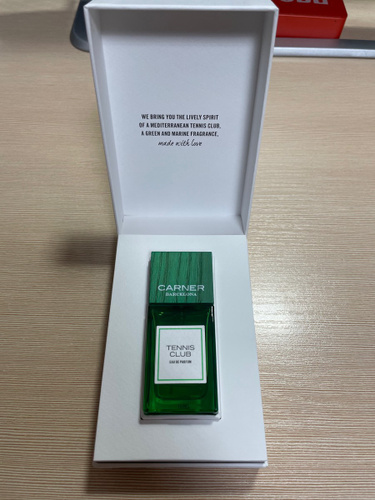 WE BRING YOU THE LIVELY SPIRIT
OF A MEDITERRANEAN TENNIS CLUB.
A GREEN AND MARINE FRAGRANCE,
made with love
CARNER
BARCELONA
TENNIS
CLUB
EAU DE PARFUM